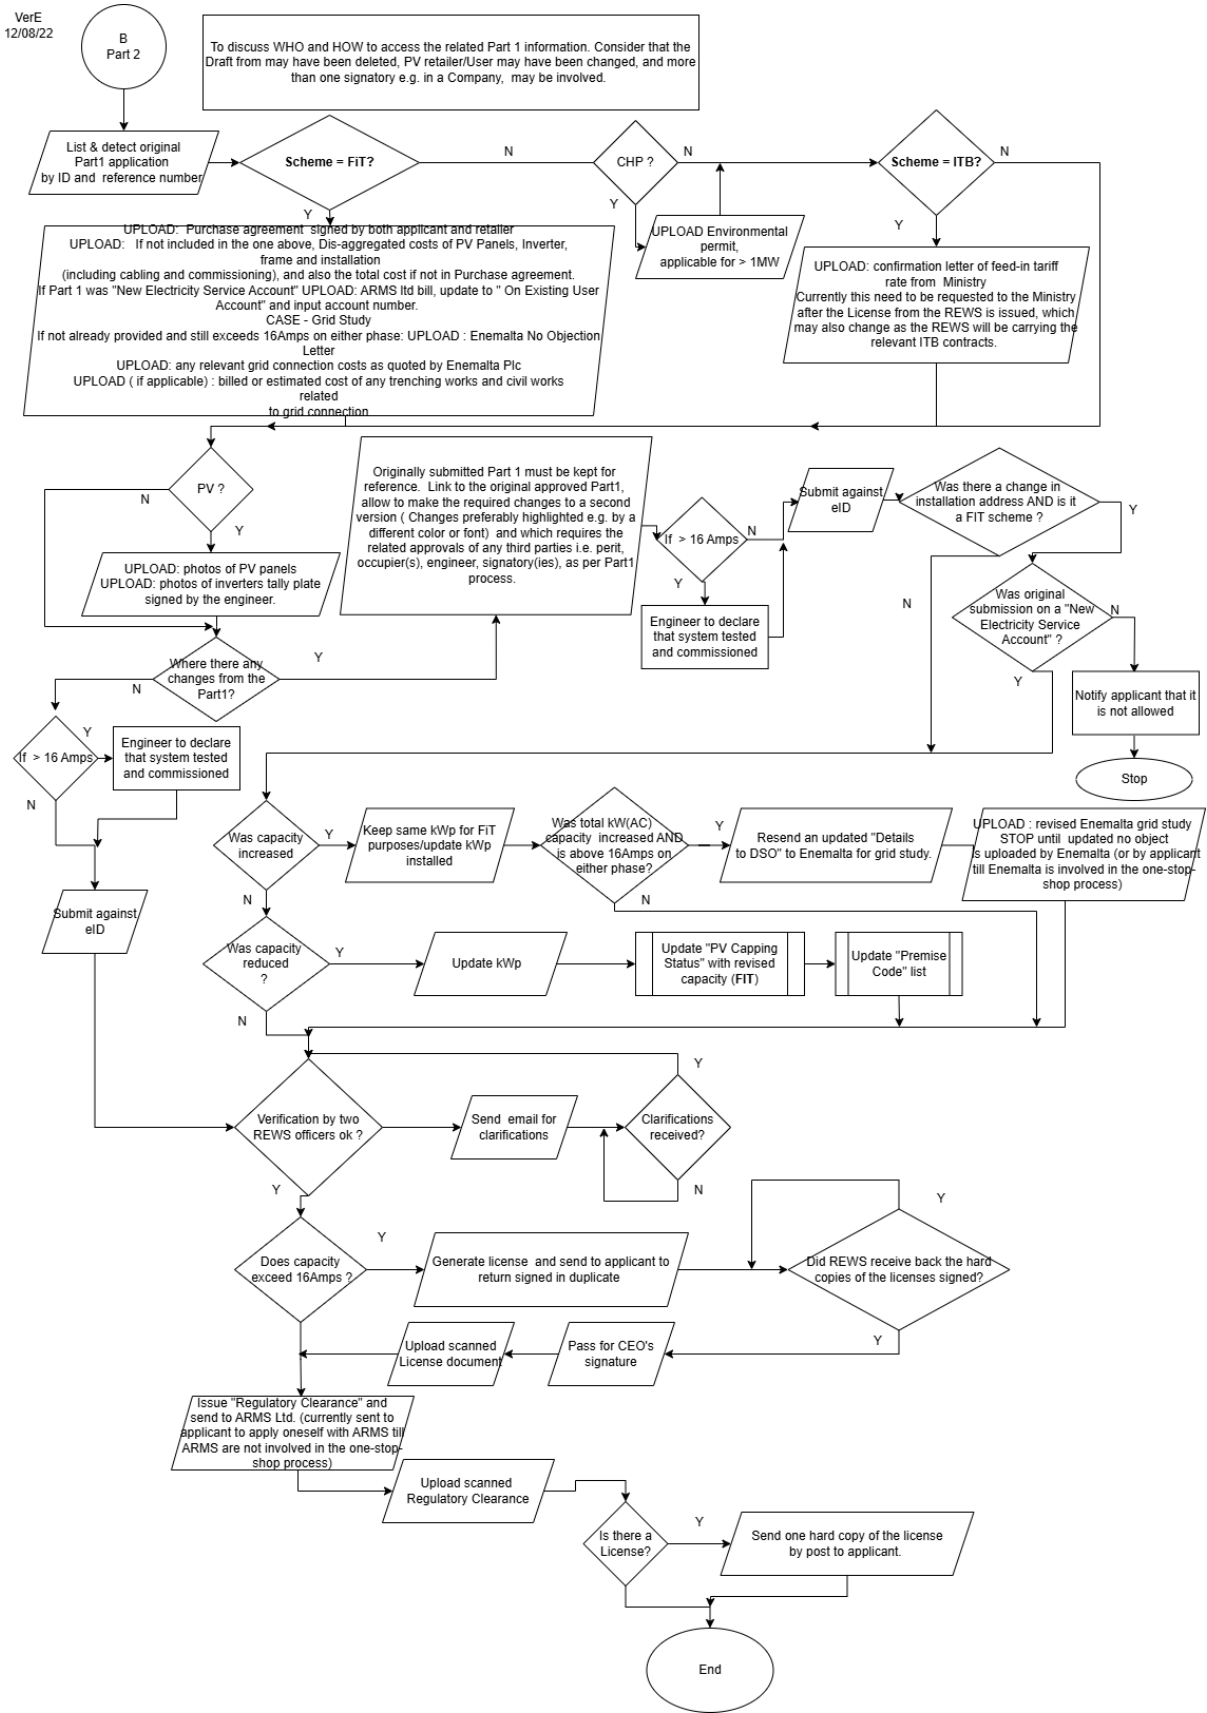 VerE
12/08/22
B
Part 2
To discuss WHO and HOW to access the related Part 1 information. Consider that the
Draft from may have been deleted, PV retailer/User may have been changed, and more
than one signatory e.g. in a Company,  may be involved.
List & detect original
Part1 application
by ID and  reference number
Scheme = FiT?
N
CHP ?
N
Scheme = ITB?
N
Y
Y
Y
UPLOAD Environmental
permit,
applicable for > 1MW
UPLOAD:  Purchase agreement  signed by both applicant and retailer
UPLOAD:   If not included in the one above, Dis-aggregated costs of PV Panels, Inverter,
frame and installation
(including cabling and commissioning), and also the total cost if not in Purchase agreement.
If Part 1 was "New Electricity Service Account" UPLOAD: ARMS ltd bill, update to " On Existing User
Account" and input account number.
CASE - Grid Study
If not already provided and still exceeds 16Amps on either phase: UPLOAD : Enemalta No Objection
Letter
UPLOAD: any relevant grid connection costs as quoted by Enemalta Plc
UPLOAD ( if applicable) : billed or estimated cost of any trenching works and civil works
related
to grid connection
UPLOAD: confirmation letter of feed-in tariff
rate from  Ministry
Currently this need to be requested to the Ministry
after the License from the REWS is issued, which
may also change as the REWS will be carrying the
relevant ITB contracts.
PV ?
N
Y
UPLOAD: photos of PV panels
UPLOAD: photos of inverters tally plate
signed by the engineer.
Originally submitted Part 1 must be kept for
reference.  Link to the original approved Part1,
allow to make the required changes to a second
version ( Changes preferably highlighted e.g. by a
different color or font)  and which requires the
related approvals of any third parties i.e. perit,
occupier(s), engineer, signatory(ies), as per Part1
process.
If  > 16 Amps
N
Y
Engineer to declare
that system tested
and commissioned
Submit against
eID
Was there a change in
installation address AND is it
a FIT scheme ?
Y
N
Was original
submission on a "New
Electricity Service
Account" ?
N
Y
Notify applicant that it
is not allowed
Stop
Where there any
changes from the
Part1?
Y
N
If  > 16 Amps
Y
N
Engineer to declare
that system tested
and commissioned
Submit against
eID
Was capacity
increased
Y
N
Keep same kWp for FiT
purposes/update kWp
installed
Was total kW(AC)
capacity  increased AND
is above 16Amps on
either phase?
Y
N
Resend an updated "Details
to DSO" to Enemalta for grid study.
UPLOAD : revised Enemalta grid study
STOP until  updated no object
is uploaded by Enemalta (or by applicant
till Enemalta is involved in the one-stop-
shop process)
Was capacity
reduced
?
Y
N
Update kWp
Update "PV Capping
Status" with revised
capacity (FIT)
Update "Premise
Code" list
Verification by two
REWS officers ok ?
Y
Send  email for
clarifications
Clarifications
received?
Y
N
Does capacity
exceed 16Amps ?
Y
Generate license  and send to applicant to
return signed in duplicate
Did REWS receive back the hard
copies of the licenses signed?
Y
Y
Pass for CEO's
signature
Upload scanned
License document
Issue "Regulatory Clearance" and
send to ARMS Ltd. (currently sent to
applicant to apply oneself with ARMS till
ARMS are not involved in the one-stop-
shop process)
Upload scanned
Regulatory Clearance
Is there a
License?
Y
Send one hard copy of the license
by post to applicant.
End